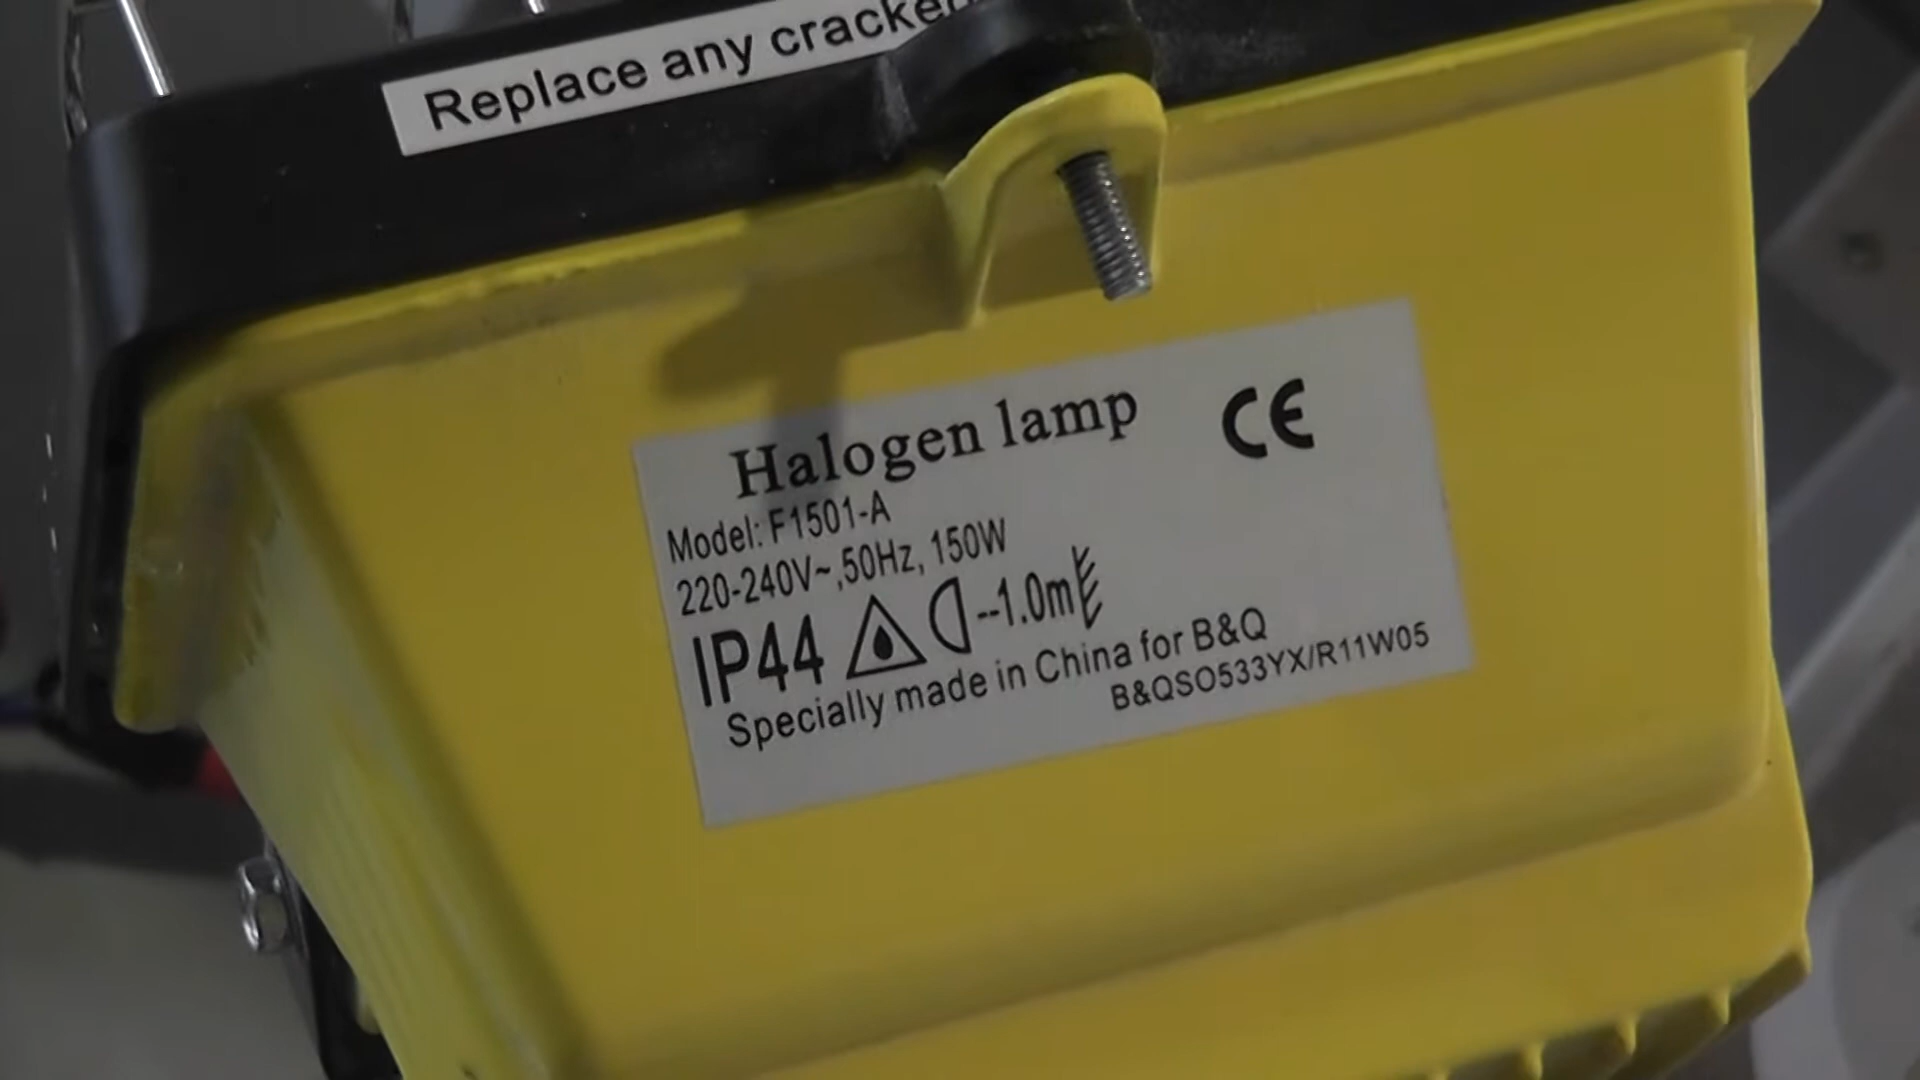 Replace any cracked
Halogen lamp CE
Model: F1501-A
220-240V~,50Hz, 150W
IP44 --1.0m
Specially made in China for B&Q
B&QSO533YX/R11W05